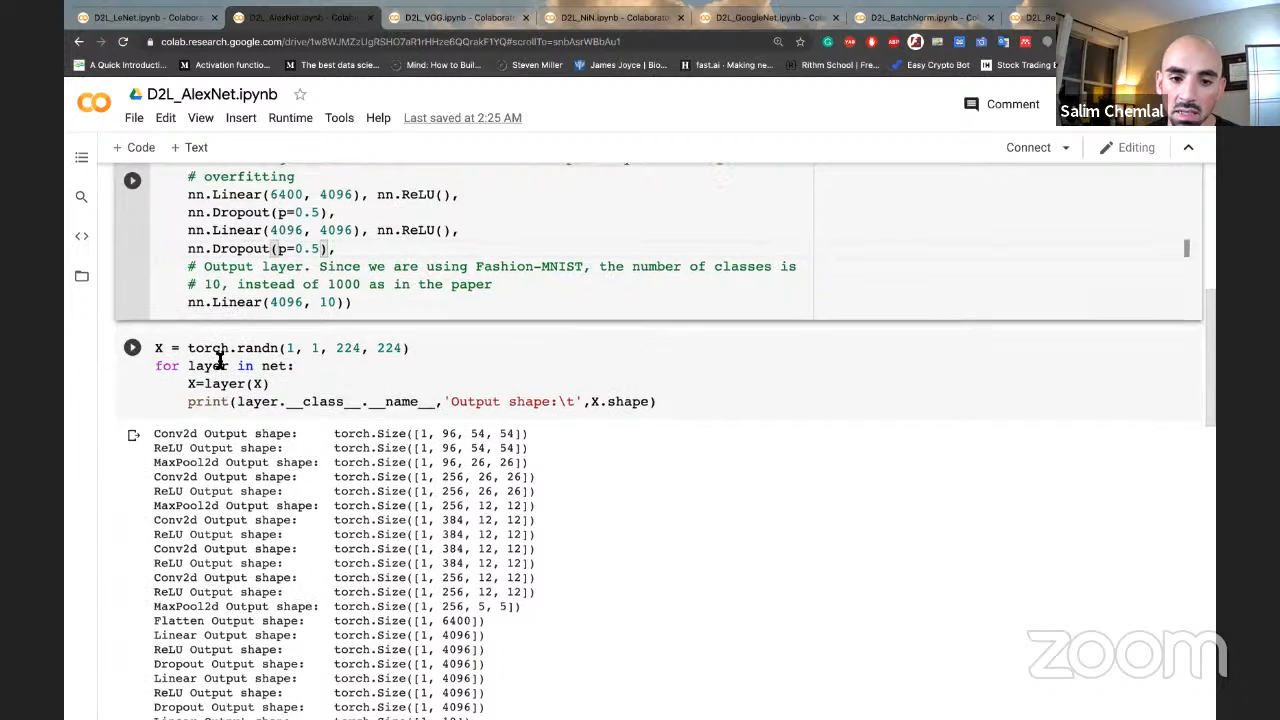 D2L_LeNet.ipynb - Colaborat
D2L_AlexNet.ipynb - Colabo
D2L_VGG.ipynb - Colaborato
D2L_NiN.ipynb - Colaborato
D2L_GoogleNet.ipynb - Col
D2L_BatchNorm.ipynb - Co
D2L_Re
colab.research.google.com/drive/1w8WJMZzUgRSHO7aR1rHHze6QQrakF1YQ#scrollTo=snbAsrWBbAu1
A Quick Introducti...
Activation functio...
The best data scie...
Mind: How to Buil...
Steven Miller
James Joyce | Bio...
fast.ai · Making ne...
Rithm School | Fre...
Easy Crypto Bot
Stock Trading
Salim Chemlal
D2L_AlexNet.ipynb
Comment
File Edit View Insert Runtime Tools Help Last saved at 2:25 AM
+ Code + Text
Connect
Editing
# overfitting
nn.Linear(6400, 4096), nn.ReLU(),
nn.Dropout(p=0.5),
nn.Linear(4096, 4096), nn.ReLU(),
nn.Dropout(p=0.5),
# Output layer. Since we are using Fashion-MNIST, the number of classes is
# 10, instead of 1000 as in the paper
nn.Linear(4096, 10))
X = torch.randn(1, 1, 224, 224)
for layer in net:
X=layer(X)
print(layer.__class__.__name__,'Output shape:\t',X.shape)
Conv2d Output shape: torch.Size([1, 96, 54, 54])
ReLU Output shape: torch.Size([1, 96, 54, 54])
MaxPool2d Output shape: torch.Size([1, 96, 26, 26])
Conv2d Output shape: torch.Size([1, 256, 26, 26])
ReLU Output shape: torch.Size([1, 256, 26, 26])
MaxPool2d Output shape: torch.Size([1, 256, 12, 12])
Conv2d Output shape: torch.Size([1, 384, 12, 12])
ReLU Output shape: torch.Size([1, 384, 12, 12])
Conv2d Output shape: torch.Size([1, 384, 12, 12])
ReLU Output shape: torch.Size([1, 384, 12, 12])
Conv2d Output shape: torch.Size([1, 256, 12, 12])
ReLU Output shape: torch.Size([1, 256, 12, 12])
MaxPool2d Output shape: torch.Size([1, 256, 5, 5])
Flatten Output shape: torch.Size([1, 6400])
Linear Output shape: torch.Size([1, 4096])
ReLU Output shape: torch.Size([1, 4096])
Dropout Output shape: torch.Size([1, 4096])
Linear Output shape: torch.Size([1, 4096])
ReLU Output shape: torch.Size([1, 4096])
Dropout Output shape: torch.Size([1, 4096])
zoom